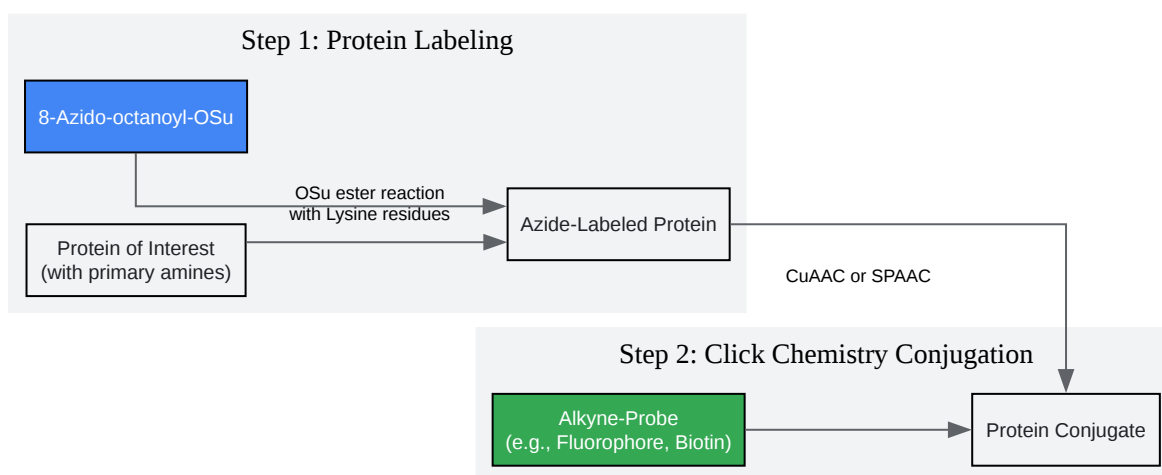 Step 1: Protein Labeling
8-Azido-octanoyl-OSu
OSu ester reaction
with Lysine residues
Azide-Labeled Protein
Protein of Interest
(with primary amines)
CuAAC or SPAAC
Step 2: Click Chemistry Conjugation
Alkyne-Probe
(e.g., Fluorophore, Biotin)
Protein Conjugate